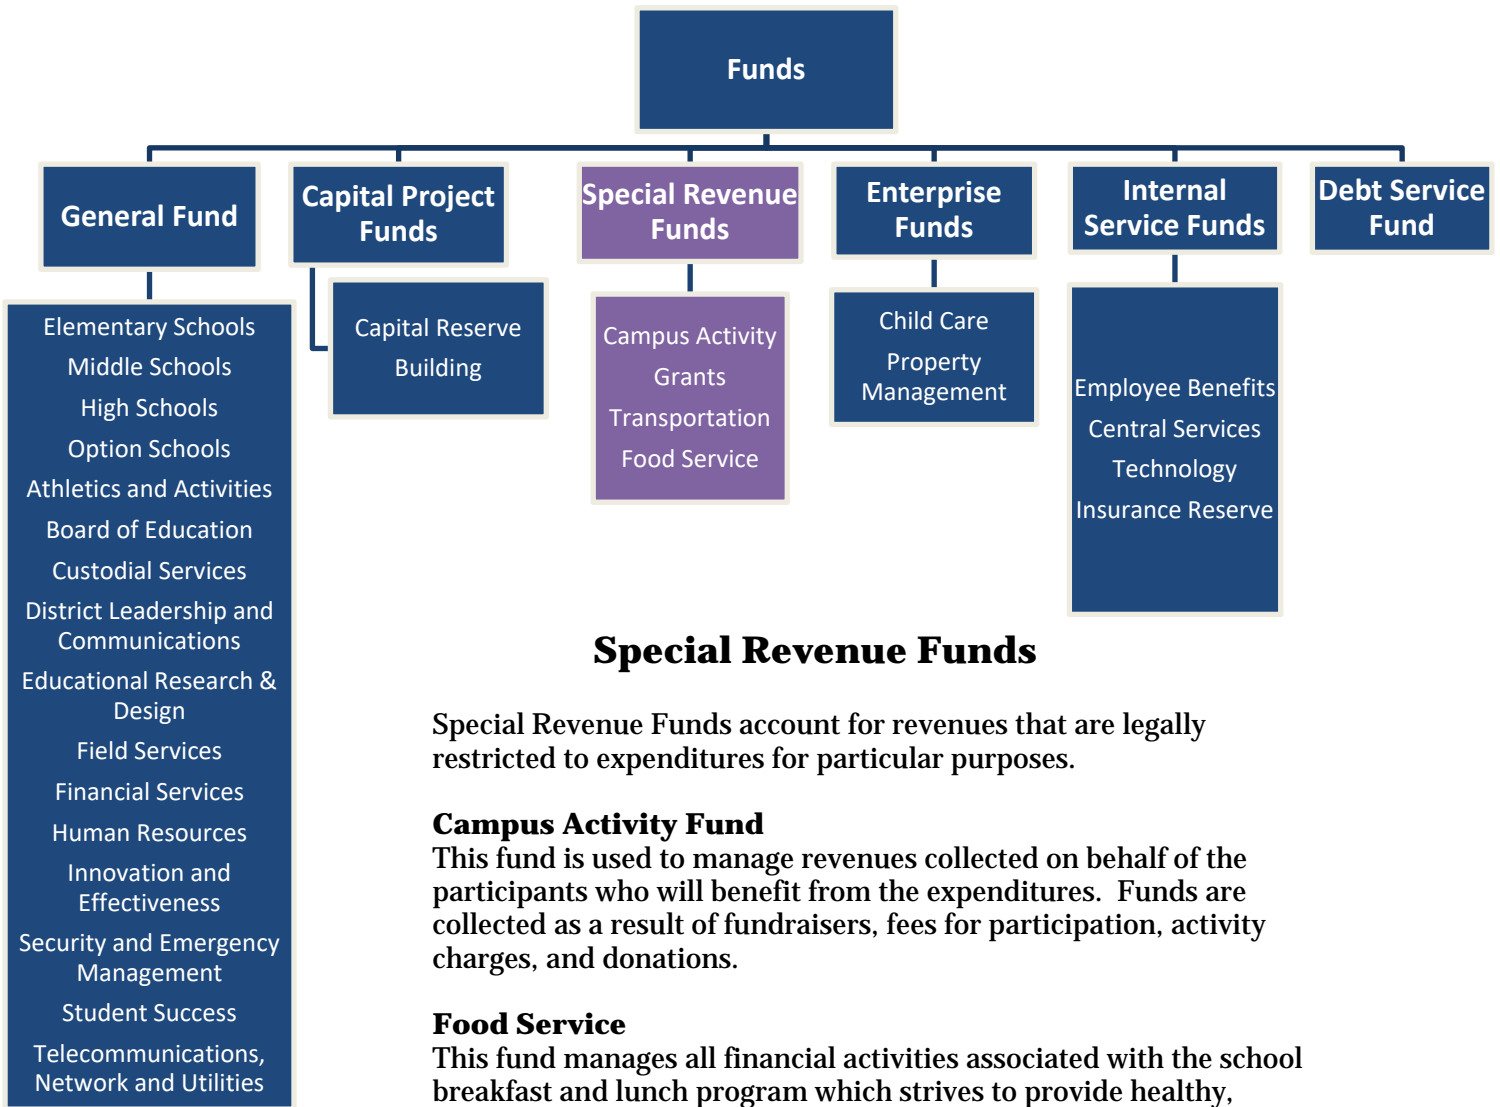 Funds
General Fund
Capital Project
Funds
Special Revenue
Funds
Enterprise
Funds
Internal
Service Funds
Debt Service
Fund
Elementary Schools
Middle Schools
High Schools
Option Schools
Athletics and Activities
Board of Education
Custodial Services
District Leadership and
Communications
Educational Research &
Design
Field Services
Financial Services
Human Resources
Innovation and
Effectiveness
Security and Emergency
Management
Student Success
Telecommunications,
Network and Utilities
Capital Reserve
Building
Campus Activity
Grants
Transportation
Food Service
Child Care
Property
Management
Employee Benefits
Central Services
Technology
Insurance Reserve
Special Revenue Funds
Special Revenue Funds account for revenues that are legally
restricted to expenditures for particular purposes.
Campus Activity Fund
This fund is used to manage revenues collected on behalf of the
participants who will benefit from the expenditures.  Funds are
collected as a result of fundraisers, fees for participation, activity
charges, and donations.
Food Service
This fund manages all financial activities associated with the school
breakfast and lunch program which strives to provide healthy,